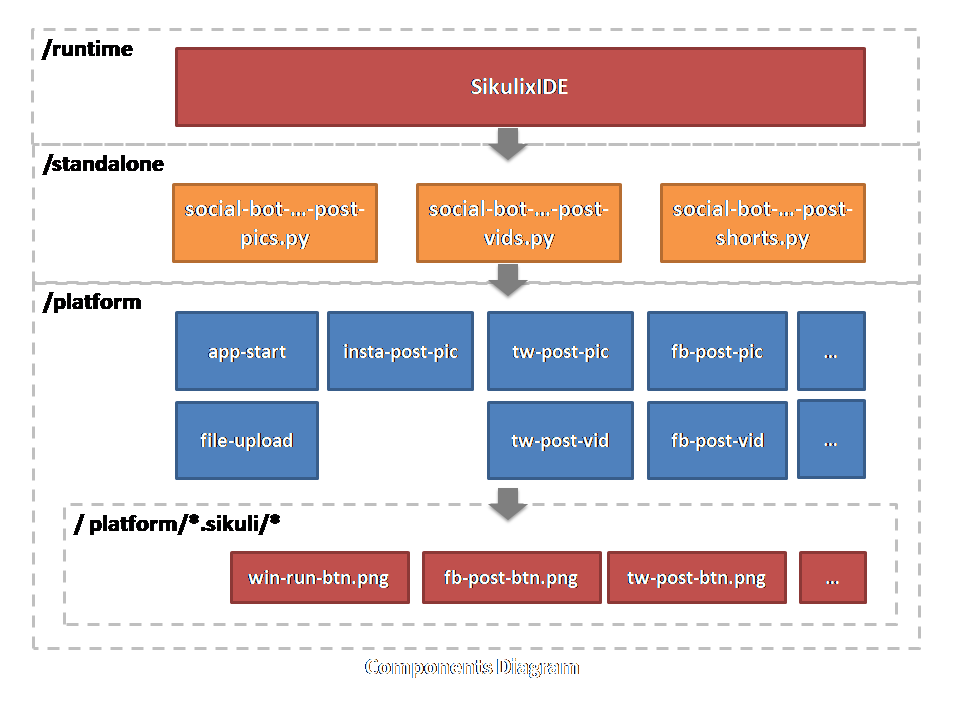 /runtime
SikulixIDE
/standalone
social-bot-...-post-
pics.py
social-bot-...-post-
vids.py
social-bot-...-post-
shorts.py
/platform
app-start
insta-post-pic
tw-post-pic
fb-post-pic
...
file-upload
tw-post-vid
fb-post-vid
...
/ platform/*.sikuli/*
win-run-btn.png
fb-post-btn.png
tw-post-btn.png
...
Components Diagram